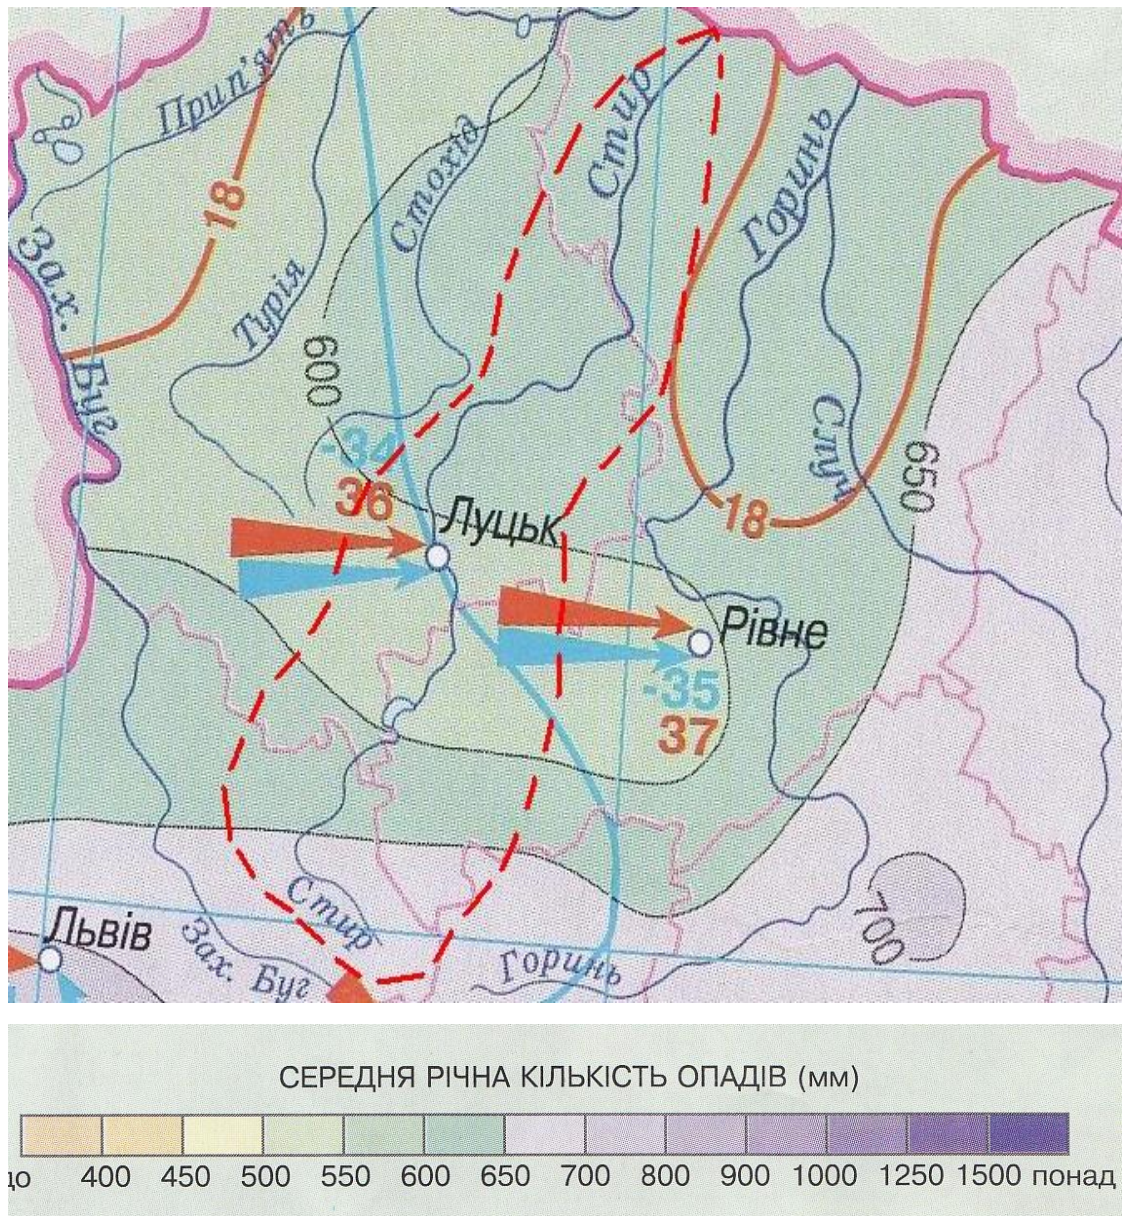 Прип'ять
Стир
Горинь
Стохід
18
Зах. Буг
Турія
600
Случ
650
-34
36
Луцьк
18
Рівне
-35
37
Стир
700
Львів
Зах. Буг
Горинь
СЕРЕДНЯ РІЧНА КІЛЬКІСТЬ ОПАДІВ (мм)
до 400 450 500 550 600 650 700 800 900 1000 1250 1500 понад